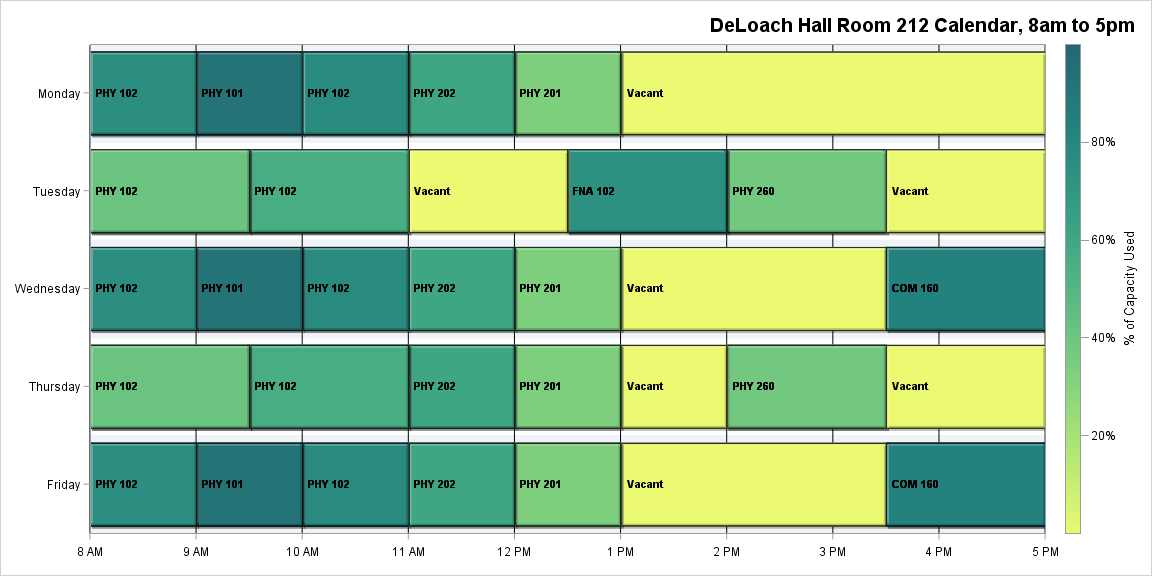 DeLoach Hall Room 212 Calendar, 8am to 5pm
Monday PHY 102 PHY 101 PHY 102 PHY 202 PHY 201 Vacant
80%
Tuesday PHY 102 PHY 102 Vacant FNA 102 PHY 260 Vacant
60%
% of Capacity Used
Wednesday PHY 102 PHY 101 PHY 102 PHY 202 PHY 201 Vacant COM 160
40%
Thursday PHY 102 PHY 102 PHY 202 PHY 201 Vacant PHY 260 Vacant
20%
Friday PHY 102 PHY 101 PHY 102 PHY 202 PHY 201 Vacant COM 160
8 AM 9 AM 10 AM 11 AM 12 PM 1 PM 2 PM 3 PM 4 PM 5 PM